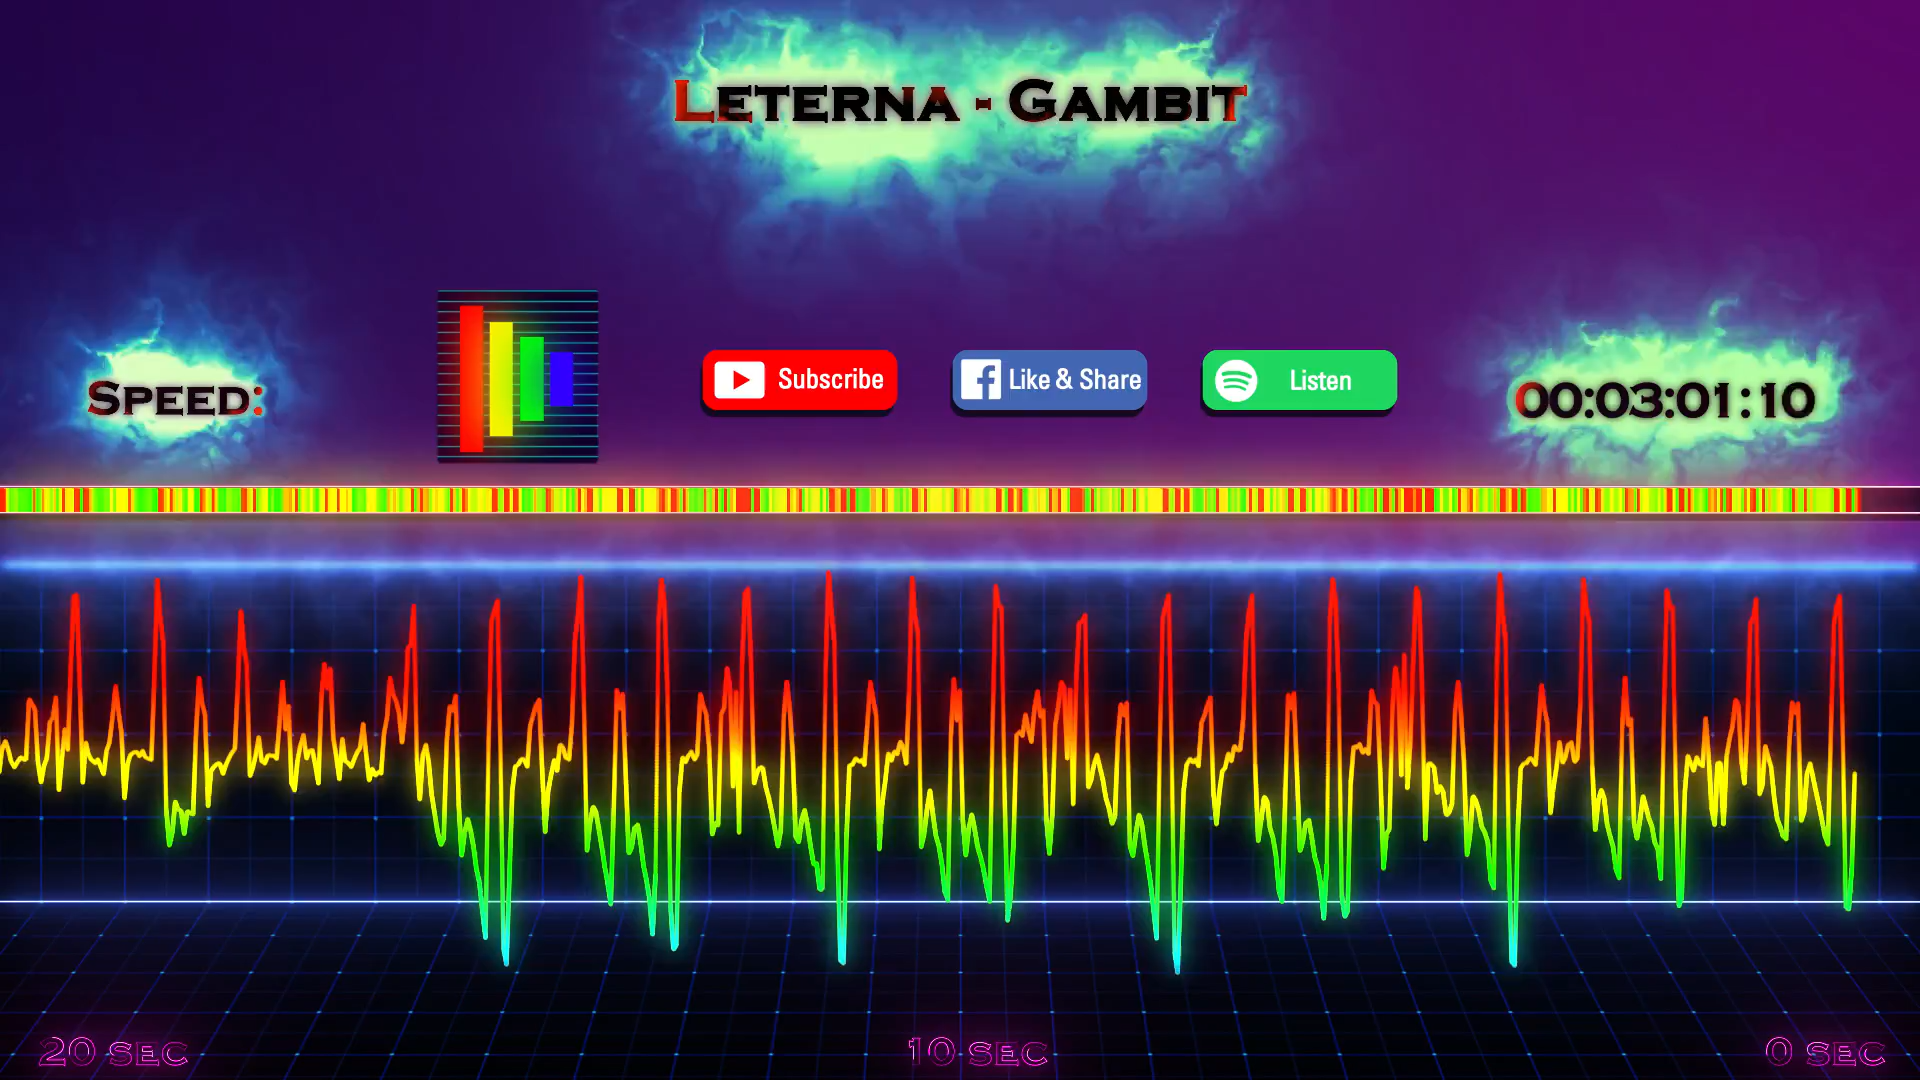 Leterna - Gambit
Speed:
Subscribe
Like & Share
Listen
00:03:01:10
20 sec
10 sec
0 sec